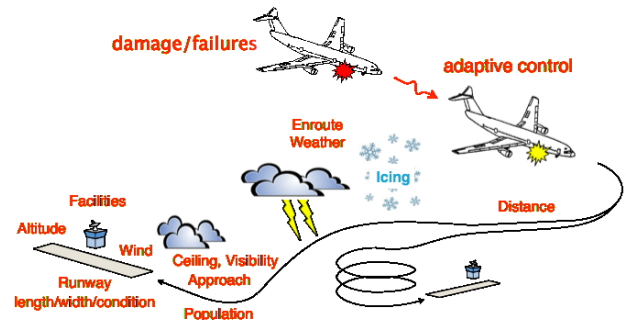 damage/failures
adaptive control
Enroute
Weather
Icing
Facilities
Distance
Altitude
Wind
Ceiling, Visibility
Approach
Runway
length/width/condition
Population